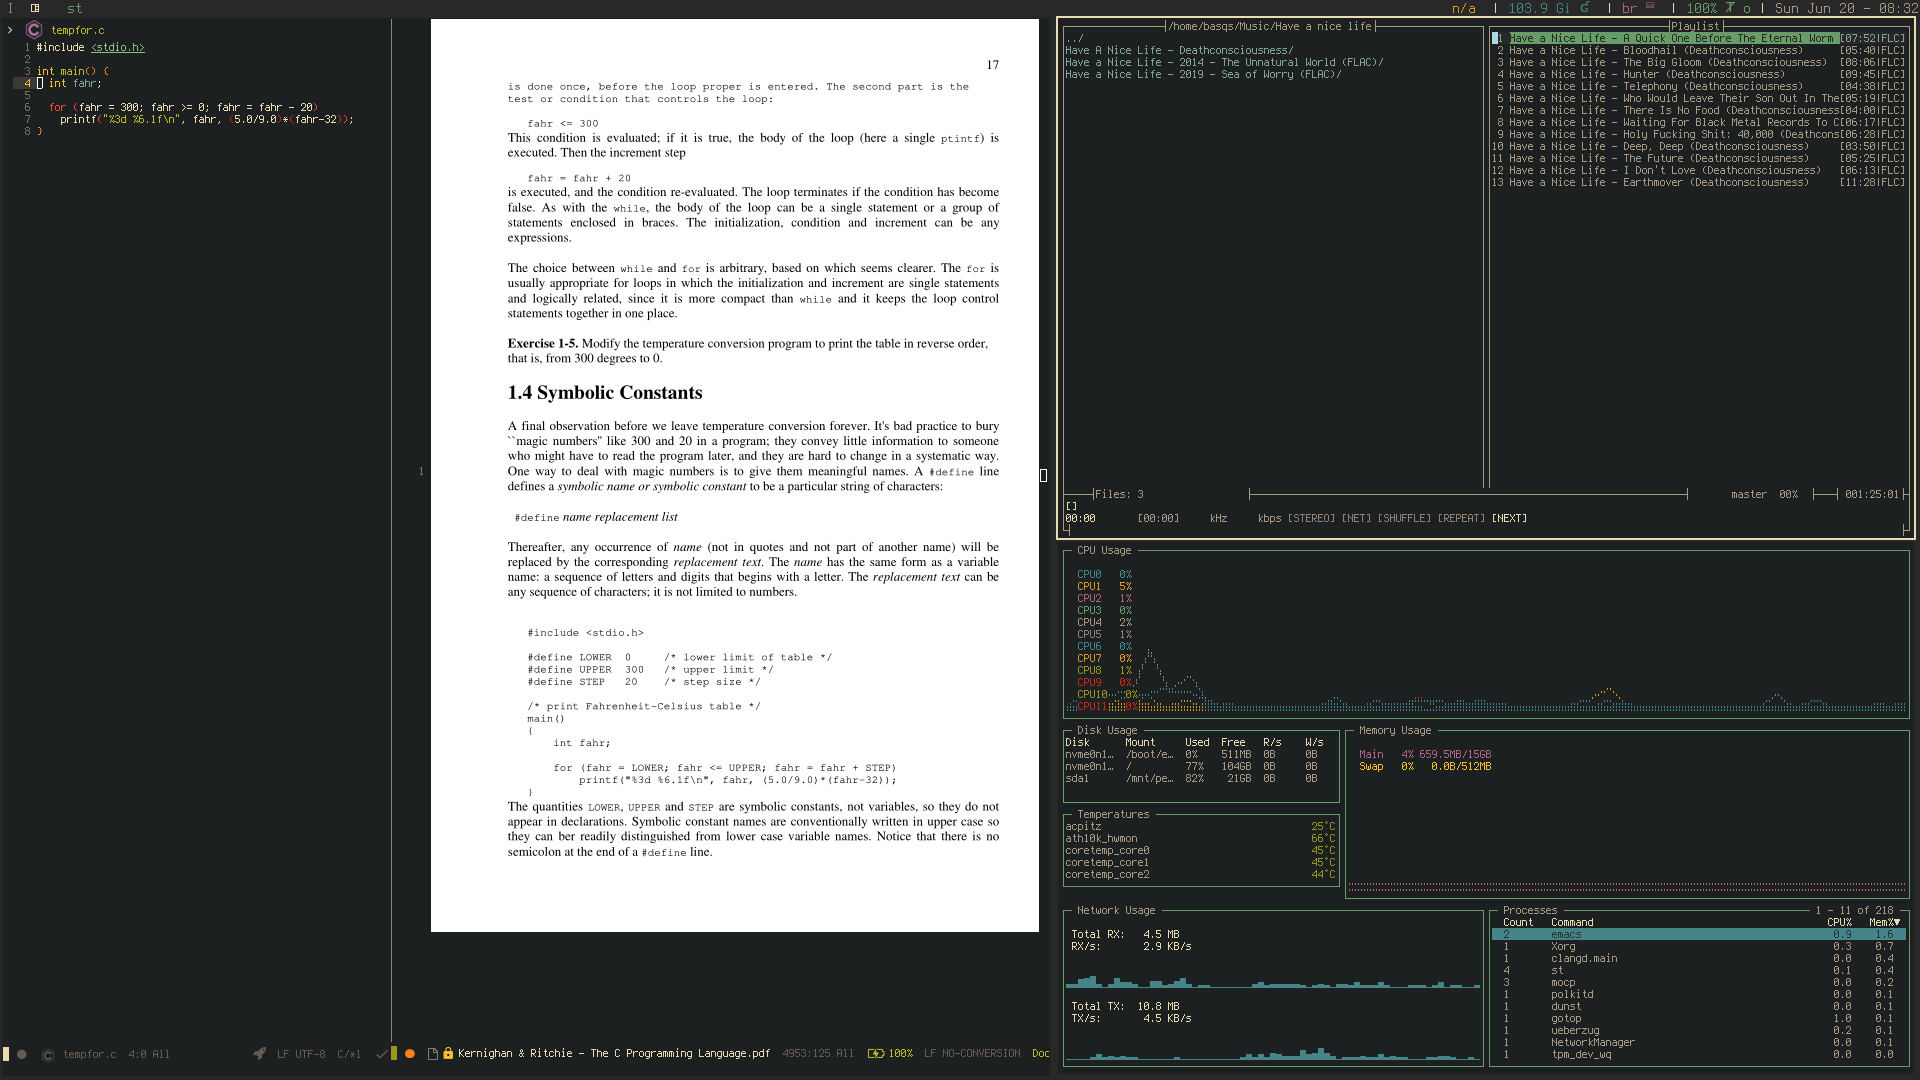 I st n/a | 103.9 Gi | br | 100% o | Sun Jun 20 - 08:32
tempfor.c
1 #include <stdio.h>
2
3 int main() {
4 int fahr;
5
6 for (fahr = 300; fahr >= 0; fahr = fahr - 20)
7 printf("%3d %6.1f\n", fahr, (5.0/9.0)*(fahr-32));
8 }
tempfor.c 4:0 All LF UTF-8 C/*l
17
is done once, before the loop proper is entered. The second part is the
test or condition that controls the loop:
fahr <= 300
This condition is evaluated; if it is true, the body of the loop (here a single ptintf) is
executed. Then the increment step
fahr = fahr + 20
is executed, and the condition re-evaluated. The loop terminates if the condition has become
false. As with the while, the body of the loop can be a single statement or a group of
statements enclosed in braces. The initialization, condition and increment can be any
expressions.
The choice between while and for is arbitrary, based on which seems clearer. The for is
usually appropriate for loops in which the initialization and increment are single statements
and logically related, since it is more compact than while and it keeps the loop control
statements together in one place.
Exercise 1-5. Modify the temperature conversion program to print the table in reverse order,
that is, from 300 degrees to 0.
1.4 Symbolic Constants
A final observation before we leave temperature conversion forever. It's bad practice to bury
``magic numbers'' like 300 and 20 in a program; they convey little information to someone
who might have to read the program later, and they are hard to change in a systematic way.
1 One way to deal with magic numbers is to give them meaningful names. A #define line
defines a symbolic name or symbolic constant to be a particular string of characters:
#define name replacement list
Thereafter, any occurrence of name (not in quotes and not part of another name) will be
replaced by the corresponding replacement text. The name has the same form as a variable
name: a sequence of letters and digits that begins with a letter. The replacement text can be
any sequence of characters; it is not limited to numbers.
#include <stdio.h>
#define LOWER 0 /* lower limit of table */
#define UPPER 300 /* upper limit */
#define STEP 20 /* step size */
/* print Fahrenheit-Celsius table */
main()
{
int fahr;
for (fahr = LOWER; fahr <= UPPER; fahr = fahr + STEP)
printf("%3d %6.1f\n", fahr, (5.0/9.0)*(fahr-32));
}
The quantities LOWER, UPPER and STEP are symbolic constants, not variables, so they do not
appear in declarations. Symbolic constant names are conventionally written in upper case so
they can ber readily distinguished from lower case variable names. Notice that there is no
semicolon at the end of a #define line.
Kernighan & Ritchie - The C Programming Language.pdf 4953:125 All 100% LF NO-CONVERSION Doc
/home/basqs/Music/Have a nice life
../
Have A Nice Life - Deathconsciousness/
Have a Nice Life - 2014 - The Unnatural World (FLAC)/
Have a Nice Life - 2019 - Sea of Worry (FLAC)/
Playlist
1 Have a Nice Life - A Quick One Before The Eternal Worm [07:52|FLC]
2 Have a Nice Life - Bloodhail (Deathconsciousness) [05:40|FLC]
3 Have a Nice Life - The Big Gloom (Deathconsciousness) [08:06|FLC]
4 Have a Nice Life - Hunter (Deathconsciousness) [09:45|FLC]
5 Have a Nice Life - Telephony (Deathconsciousness) [04:38|FLC]
6 Have a Nice Life - Who Would Leave Their Son Out In The[05:19|FLC]
7 Have a Nice Life - There Is No Food (Deathconsciousness[04:00|FLC]
8 Have a Nice Life - Waiting For Black Metal Records To C[06:17|FLC]
9 Have a Nice Life - Holy Fucking Shit: 40,000 (Deathcons[06:28|FLC]
10 Have a Nice Life - Deep, Deep (Deathconsciousness) [03:50|FLC]
11 Have a Nice Life - The Future (Deathconsciousness) [05:25|FLC]
12 Have a Nice Life - I Don't Love (Deathconsciousness) [06:13|FLC]
13 Have a Nice Life - Earthmover (Deathconsciousness) [11:28|FLC]
Files: 3 master 00% 001:25:01
[]
00:00 [00:00] kHz kbps [STEREO] [NET] [SHUFFLE] [REPEAT] [NEXT]
CPU Usage
CPU0 0%
CPU1 5%
CPU2 1%
CPU3 0%
CPU4 2%
CPU5 1%
CPU6 0%
CPU7 0%
CPU8 1%
CPU9 0%
CPU10 0%
CPU11 0%
Disk Usage
Disk Mount Used Free R/s W/s
nvme0n1… /boot/e… 0% 511MB 0B 0B
nvme0n1… / 77% 104GB 0B 0B
sda1 /mnt/pe… 82% 21GB 0B 0B
Memory Usage
Main 4% 659.5MB/15GB
Swap 0% 0.0B/512MB
Temperatures
acpitz 25°C
ath10k_hwmon 66°C
coretemp_core0 45°C
coretemp_core1 45°C
coretemp_core2 44°C
Network Usage
Total RX: 4.5 MB
RX/s: 2.9 KB/s
Total TX: 10.8 MB
TX/s: 4.5 KB/s
Processes 1 - 11 of 218
Count Command CPU% Mem%▼
2 emacs 0.9 1.6
1 Xorg 0.3 0.7
1 clangd.main 0.0 0.4
4 st 0.1 0.4
3 mocp 0.0 0.2
1 polkitd 0.0 0.1
1 dunst 0.0 0.1
1 gotop 1.0 0.1
1 ueberzug 0.2 0.1
1 NetworkManager 0.0 0.1
1 tpm_dev_wq 0.0 0.0